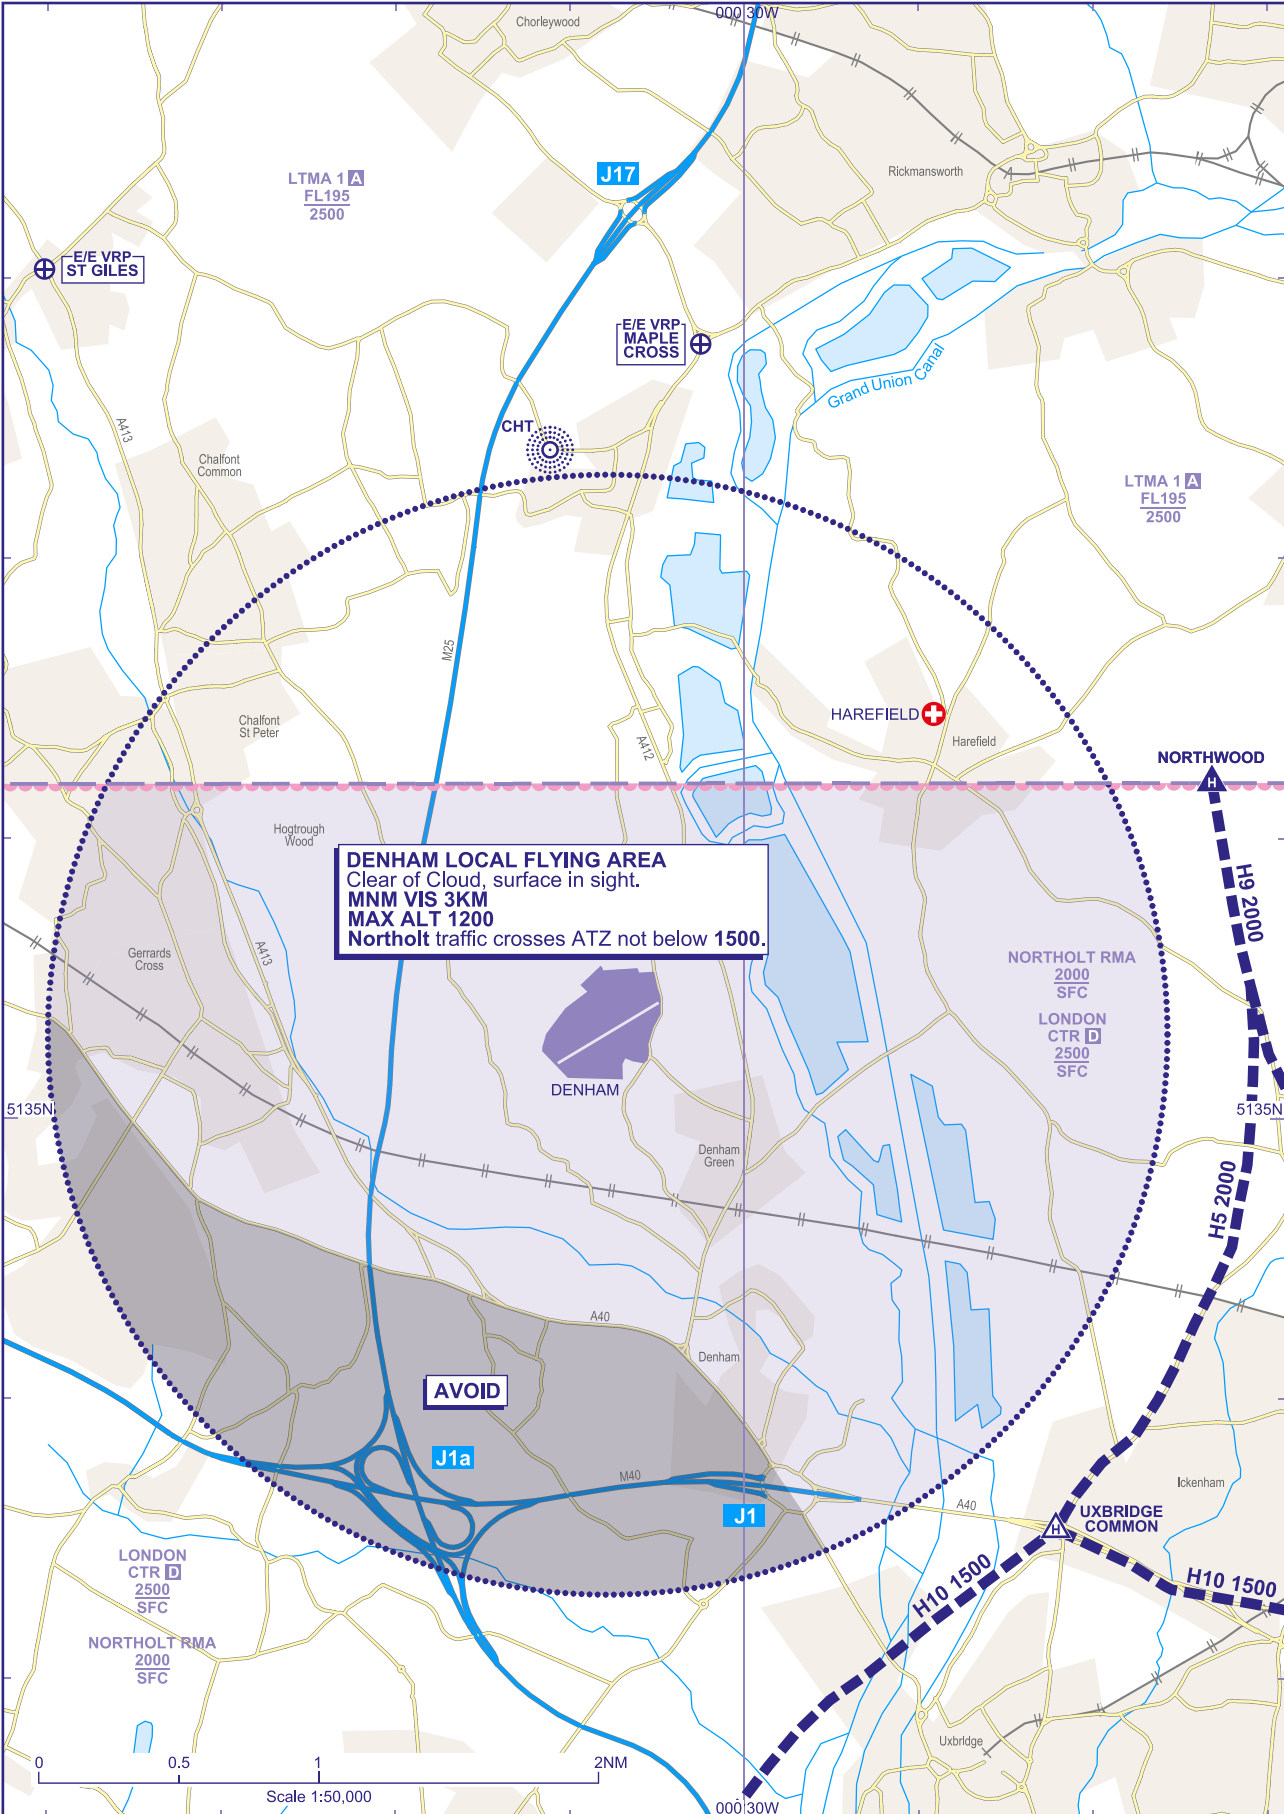 000 30W
Chorleywood
J17
Rickmansworth
LTMA 1 A
FL195
2500
E/E VRP
ST GILES
E/E VRP
MAPLE
CROSS
Grand Union Canal
A413
CHT
Chalfont
Common
LTMA 1 A
FL195
2500
M25
HAREFIELD
Harefield
Chalfont
St Peter
A412
NORTHWOOD
H
Hogtrough
Wood
DENHAM LOCAL FLYING AREA
Clear of Cloud, surface in sight.
MNM VIS 3KM
MAX ALT 1200
Northolt traffic crosses ATZ not below 1500.
H9 2000
Gerrards
Cross
A413
NORTHOLT RMA
2000
SFC
LONDON
CTR D
2500
SFC
DENHAM
5135N
5135N
Denham
Green
H5 2000
A40
Denham
AVOID
J1a
M40
J1
A40
Ickenham
H
UXBRIDGE
COMMON
LONDON
CTR D
2500
SFC
H10 1500
H10 1500
NORTHOLT RMA
2000
SFC
Uxbridge
0 0.5 1 2NM
Scale 1:50,000
000 30W